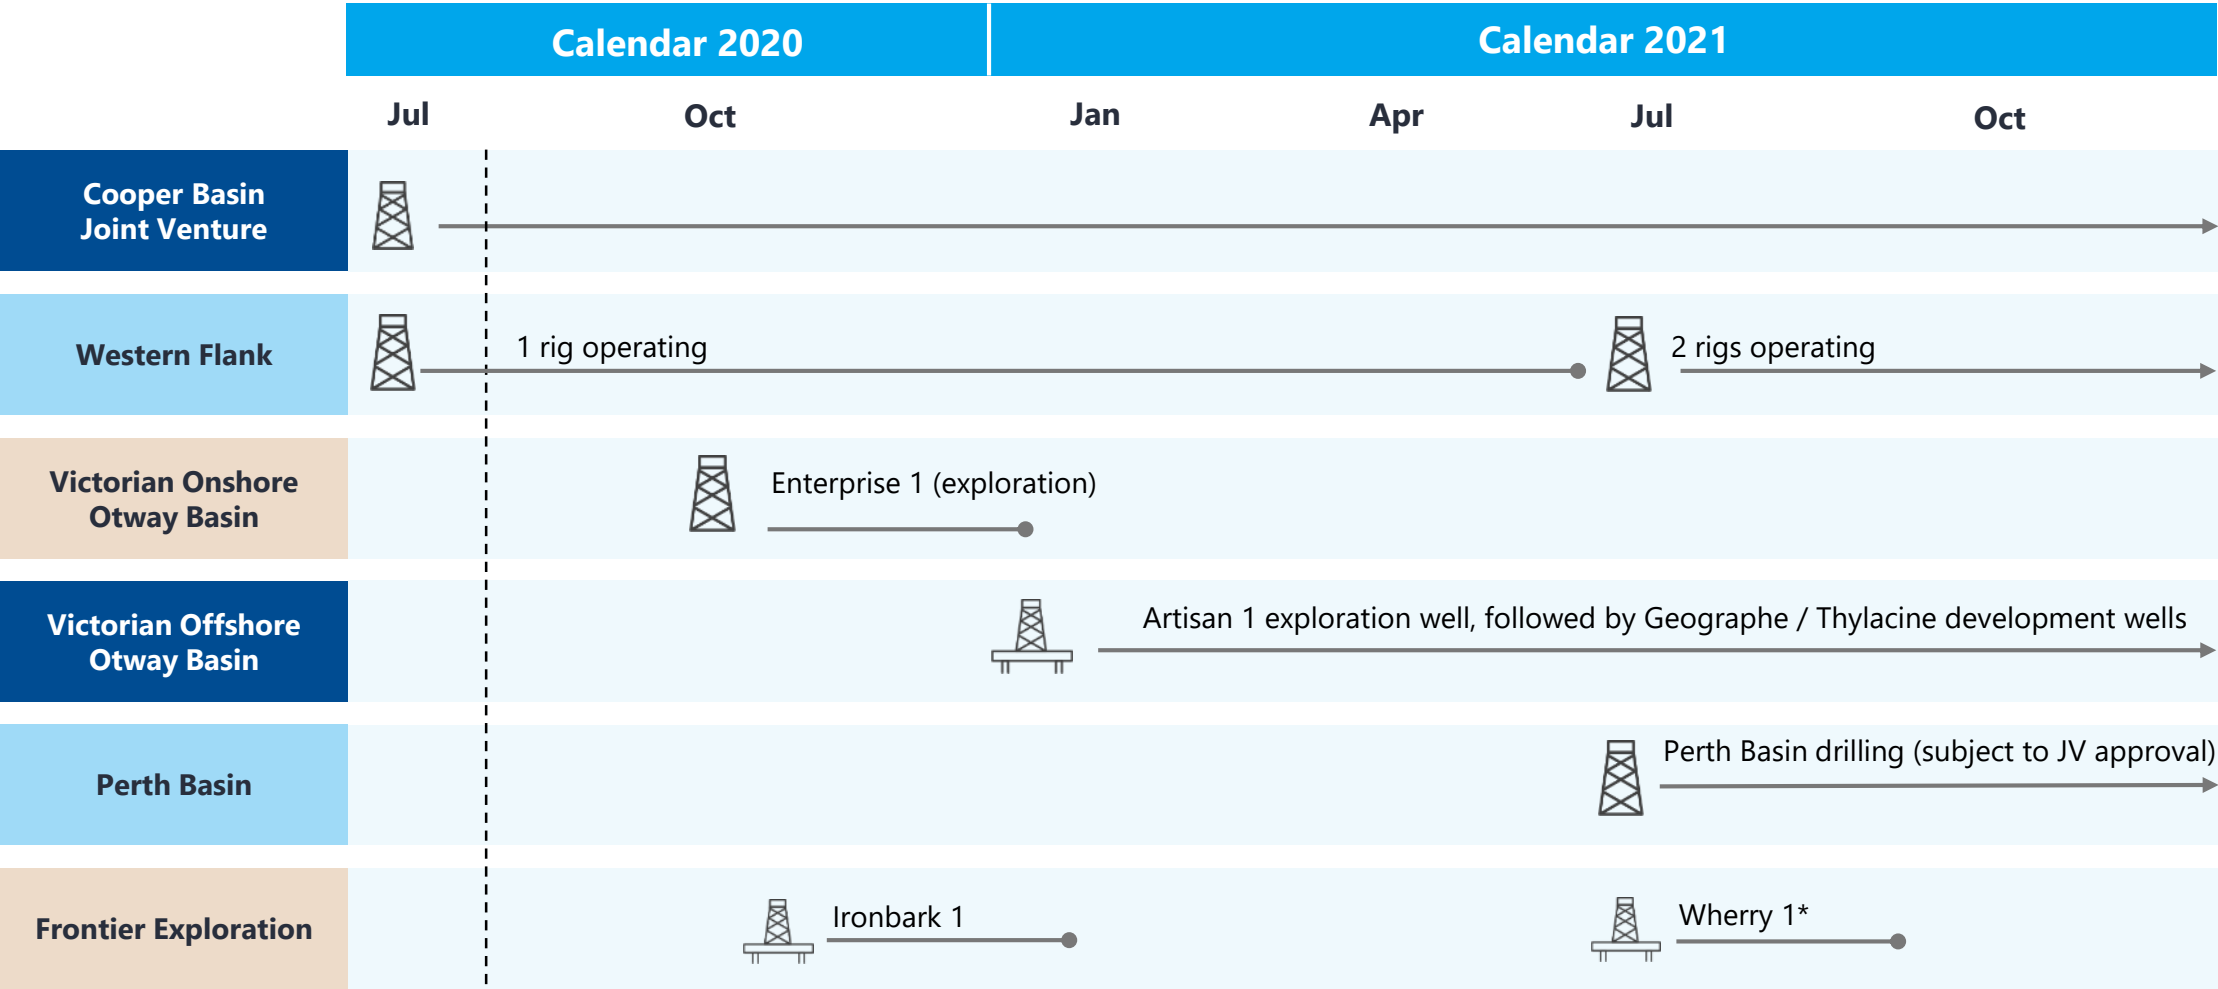 Calendar 2020
Calendar 2021
Jul
Oct
Jan
Apr
Jul
Oct
Cooper Basin
Joint Venture
Western Flank
1 rig operating
2 rigs operating
Victorian Onshore
Otway Basin
Enterprise 1 (exploration)
Victorian Offshore
Otway Basin
Artisan 1 exploration well, followed by Geographe / Thylacine development wells
Perth Basin
Perth Basin drilling (subject to JV approval)
Frontier Exploration
Ironbark 1
Wherry 1*